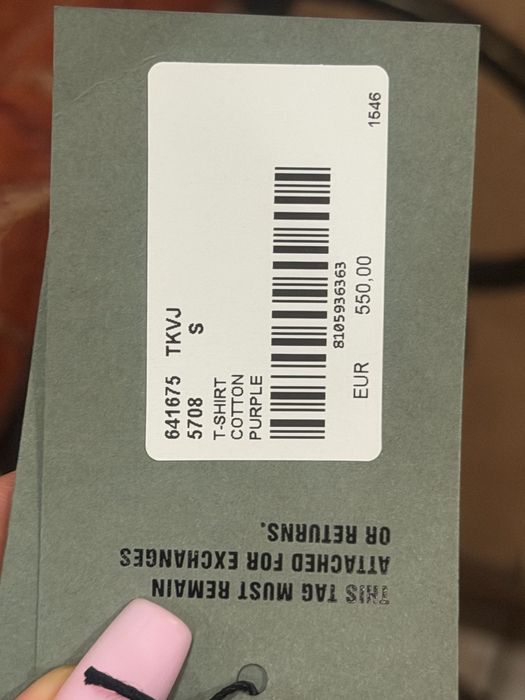 641675 TKVJ
5708 S
T-SHIRT
COTTON
PURPLE
8105936363
EUR 550,00
1546
THIS TAG MUST REMAIN
ATTACHED FOR EXCHANGES
OR RETURNS.